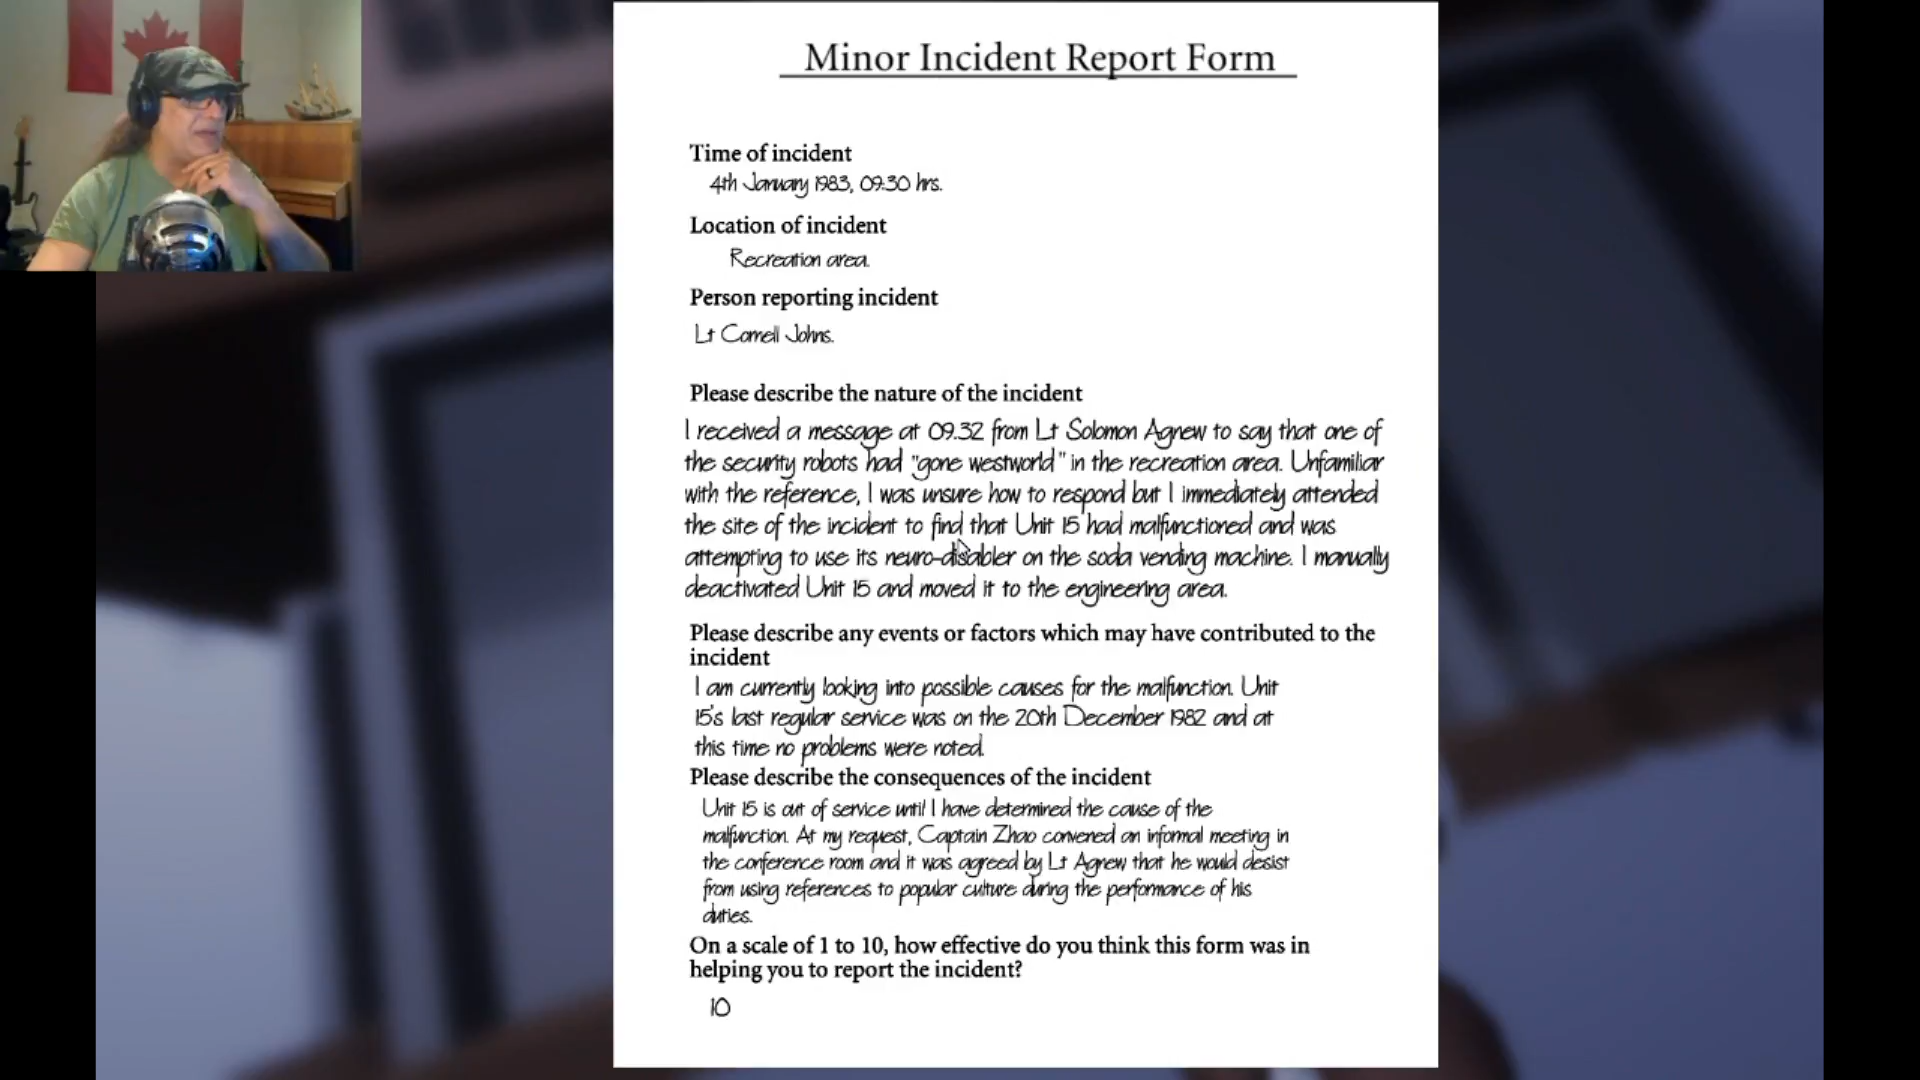 Minor Incident Report Form
Time of incident
4th January 1983, 09.30 hrs.
Location of incident
Recreation area.
Person reporting incident
Lt Cornell Johns.
Please describe the nature of the incident
I received a message at 09.32 from Lt Solomon Agnew to say that one of
the security robots had "gone westworld" in the recreation area. Unfamiliar
with the reference, I was unsure how to respond but I immediately attended
the site of the incident to find that Unit 15 had malfunctioned and was
attempting to use its neuro-disabler on the soda vending machine. I manually
deactivated Unit 15 and moved it to the engineering area.
Please describe any events or factors which may have contributed to the
incident
I am currently looking into possible causes for the malfunction. Unit
15's last regular service was on the 20th December 1982 and at
this time no problems were noted.
Please describe the consequences of the incident
Unit 15 is out of service until I have determined the cause of the
malfunction. At my request, Captain Zhao convened an informal meeting in
the conference room and it was agreed by Lt Agnew that he would desist
from using references to popular culture during the performance of his
duties.
On a scale of 1 to 10, how effective do you think this form was in
helping you to report the incident?
10